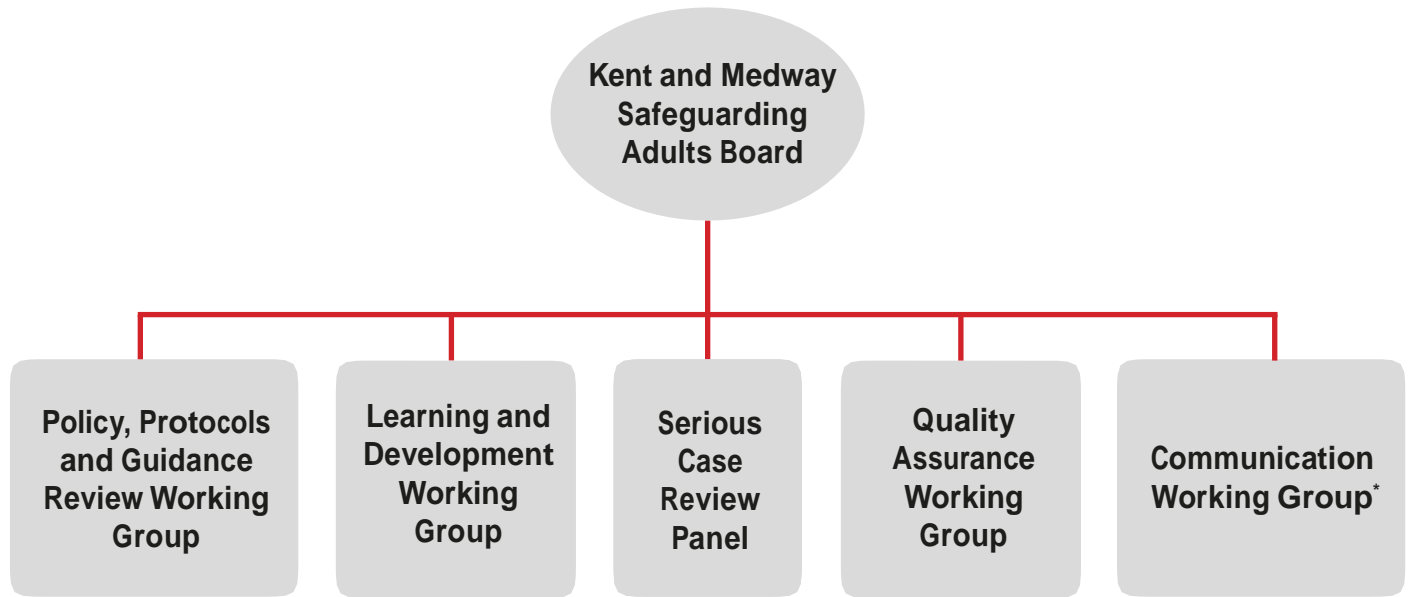 Kent and Medway
Safeguarding
Adults Board
Policy, Protocols
and Guidance
Review Working
Group
Learning and
Development
Working
Group
Serious
Case
Review
Panel
Quality
Assurance
Working
Group
Communication
Working Group*